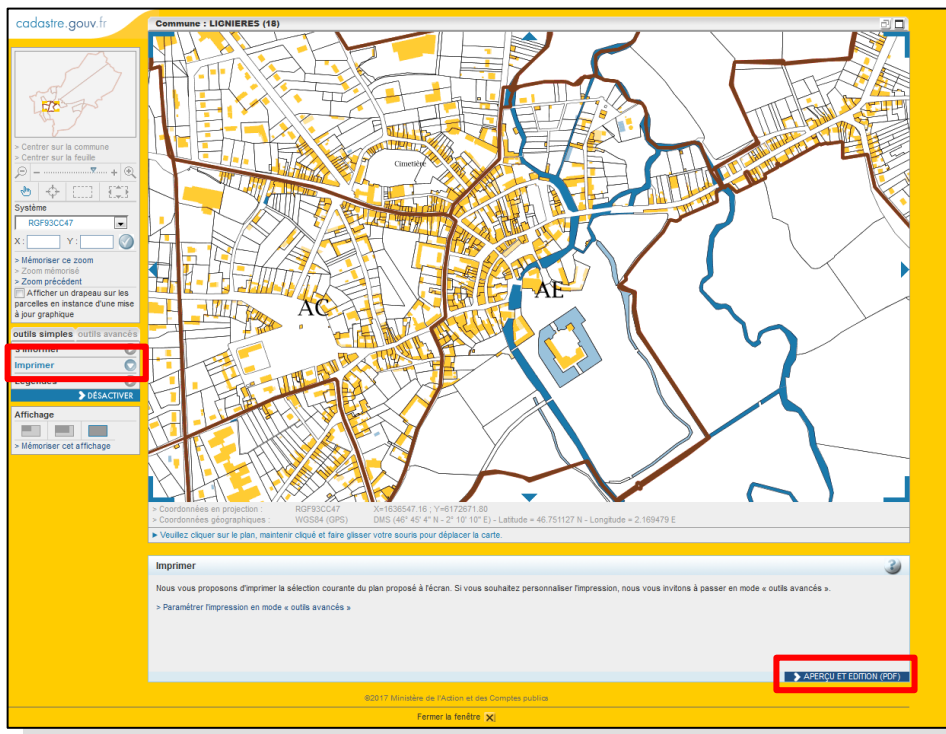 cadastre.gouv.fr
Commune : LIGNIERES (18)
> Centrer sur la commune
> Centrer sur la feuille
Système
RGF93CC47
X : Y :
> Mémoriser ce zoom
> Zoom mémorisé
> Zoom précédent
Afficher un drapeau sur les
parcelles en instance d'une mise
à jour graphique
outils simples outils avancés
S'informer
Imprimer
Légendes
DÉSACTIVER
Affichage
> Mémoriser cet affichage
Cimetière
AC
AE
> Coordonnées en projection : RGF93CC47 X=1636547.16 ; Y=6172671.80
> Coordonnées géographiques : WGS84 (GPS) DMS (46° 45' 4" N - 2° 10' 10" E) - Latitude = 46.751127 N - Longitude = 2.169479 E
Veuillez cliquer sur le plan, maintenir cliqué et faire glisser votre souris pour déplacer la carte.
Imprimer
Nous vous proposons d'imprimer la sélection courante du plan proposé à l'écran. Si vous souhaitez personnaliser l'impression, nous vous invitons à passer en mode « outils avancés ».
> Paramétrer l'impression en mode « outils avancés »
APERÇU ET EDITION (PDF)
©2017 Ministère de l'Action et des Comptes publics
Fermer la fenêtre